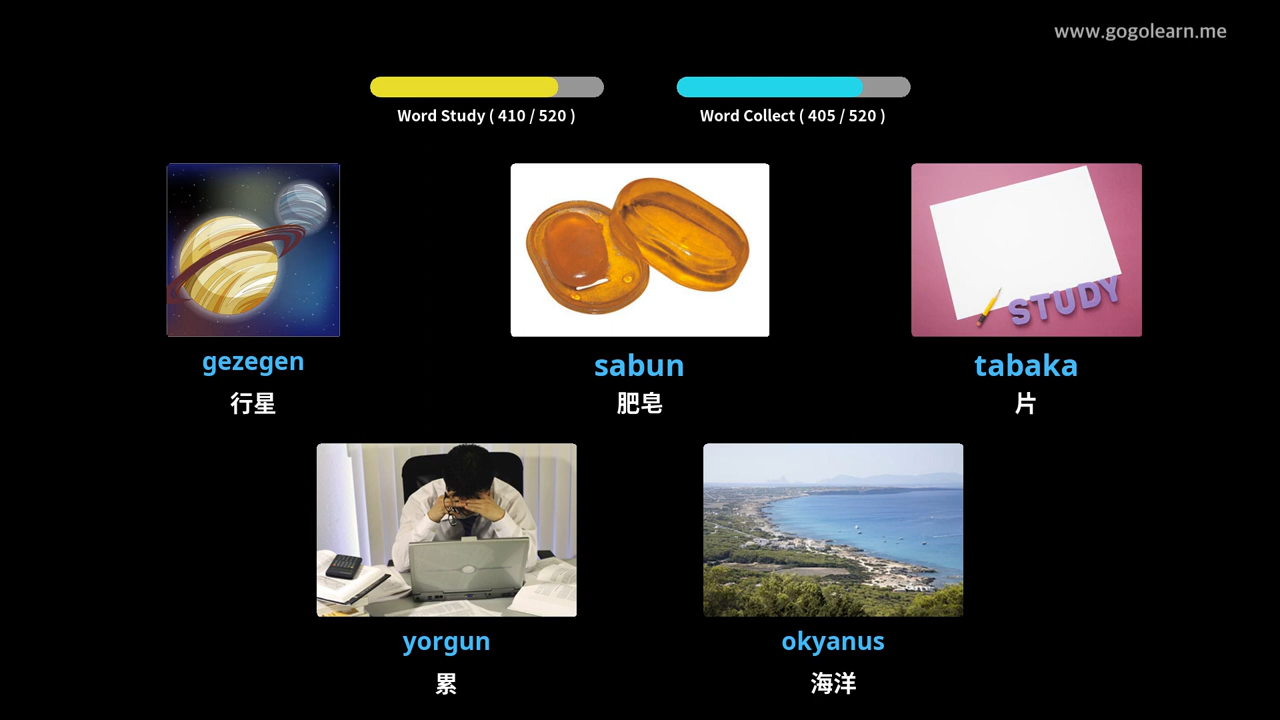 www.gogolearn.me
Word Study ( 410 / 520 )
Word Collect ( 405 / 520 )
STUDY
gezegen
行星
sabun
肥皂
tabaka
片
yorgun
累
okyanus
海洋